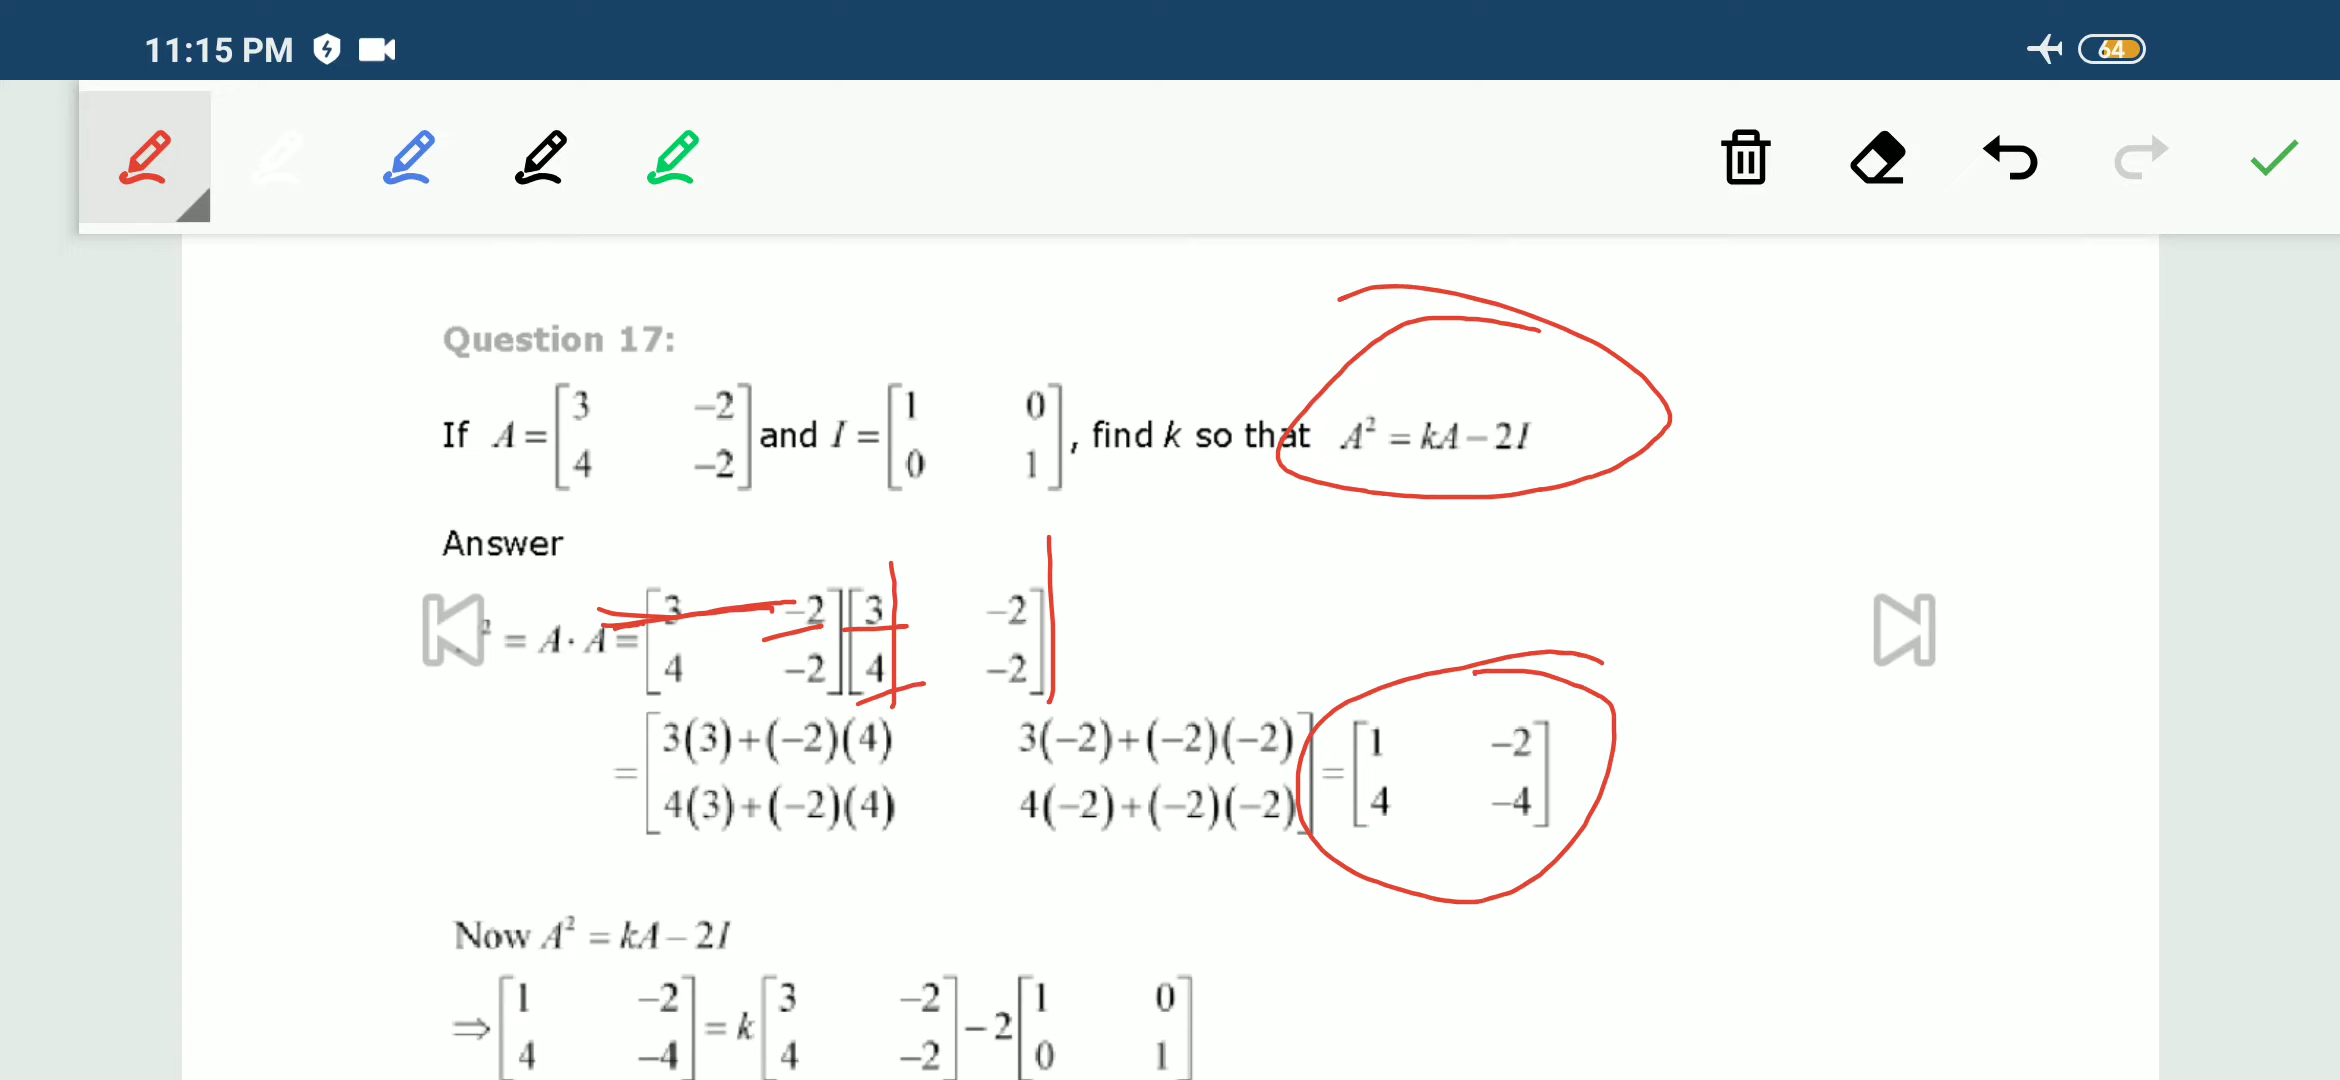 11:15 PM 64
Question 17:
If A = [3 -2; 4 -2] and I = [1 0; 0 1], find k so that A² = kA – 2I
Answer
² = A · A = [3 -2; 4 -2][3 -2; 4 -2]
= [3(3)+(-2)(4) 3(-2)+(-2)(-2); 4(3)+(-2)(4) 4(-2)+(-2)(-2)] = [1 -2; 4 -4]
Now A² = kA – 2I
⇒ [1 -2; 4 -4] = k[3 -2; 4 -2] – 2[1 0; 0 1]